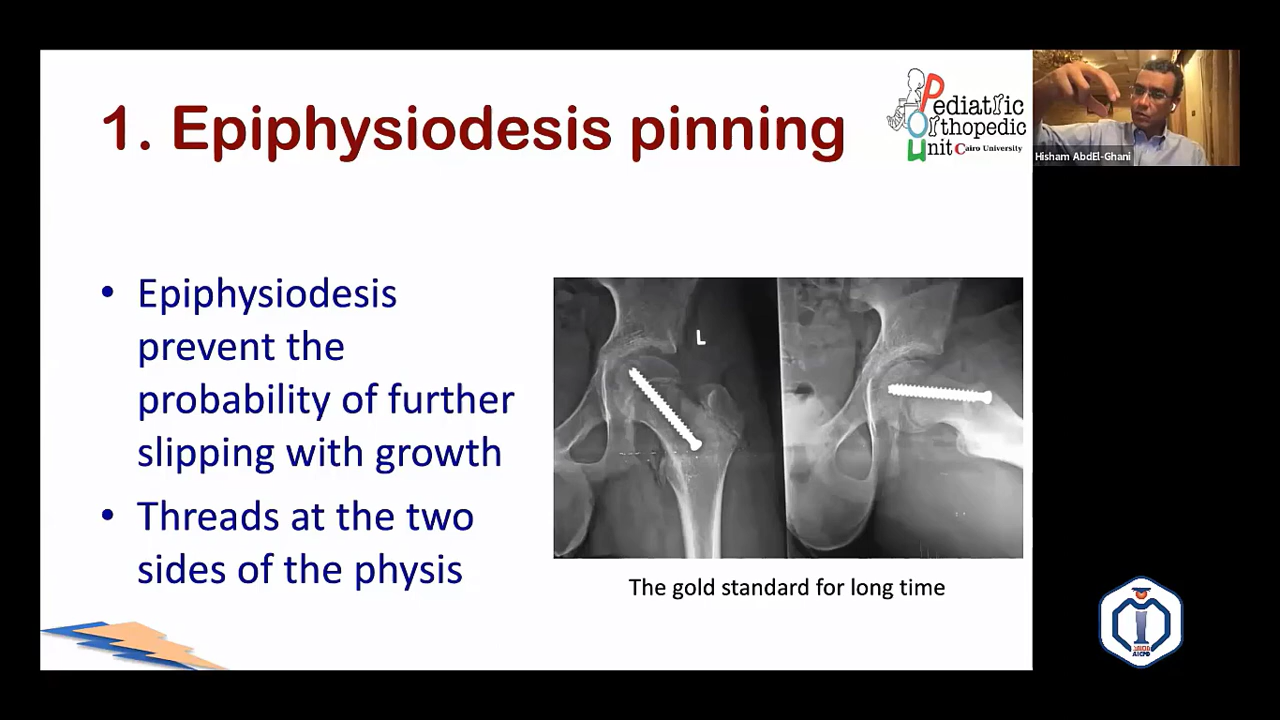 1. Epiphysiodesis pinning
Pediatric
Orthopedic
Unit Cairo University
Hisham AbdEl-Ghani
• Epiphysiodesis
prevent the
probability of further
slipping with growth
• Threads at the two
sides of the physis
L
The gold standard for long time